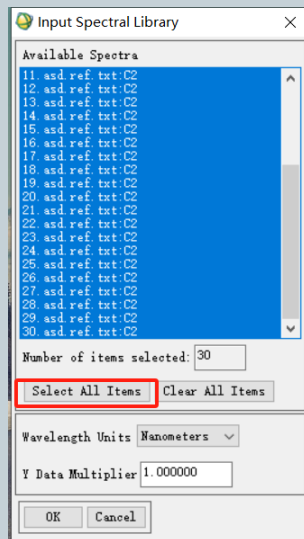 Input Spectral Library
Available Spectra
11.asd.ref.txt:C2
12.asd.ref.txt:C2
13.asd.ref.txt:C2
14.asd.ref.txt:C2
15.asd.ref.txt:C2
16.asd.ref.txt:C2
17.asd.ref.txt:C2
18.asd.ref.txt:C2
19.asd.ref.txt:C2
20.asd.ref.txt:C2
21.asd.ref.txt:C2
22.asd.ref.txt:C2
23.asd.ref.txt:C2
24.asd.ref.txt:C2
25.asd.ref.txt:C2
26.asd.ref.txt:C2
27.asd.ref.txt:C2
28.asd.ref.txt:C2
29.asd.ref.txt:C2
30.asd.ref.txt:C2
Number of items selected: 30
Select All Items Clear All Items
Wavelength Units Nanometers
Y Data Multiplier 1.000000
OK Cancel